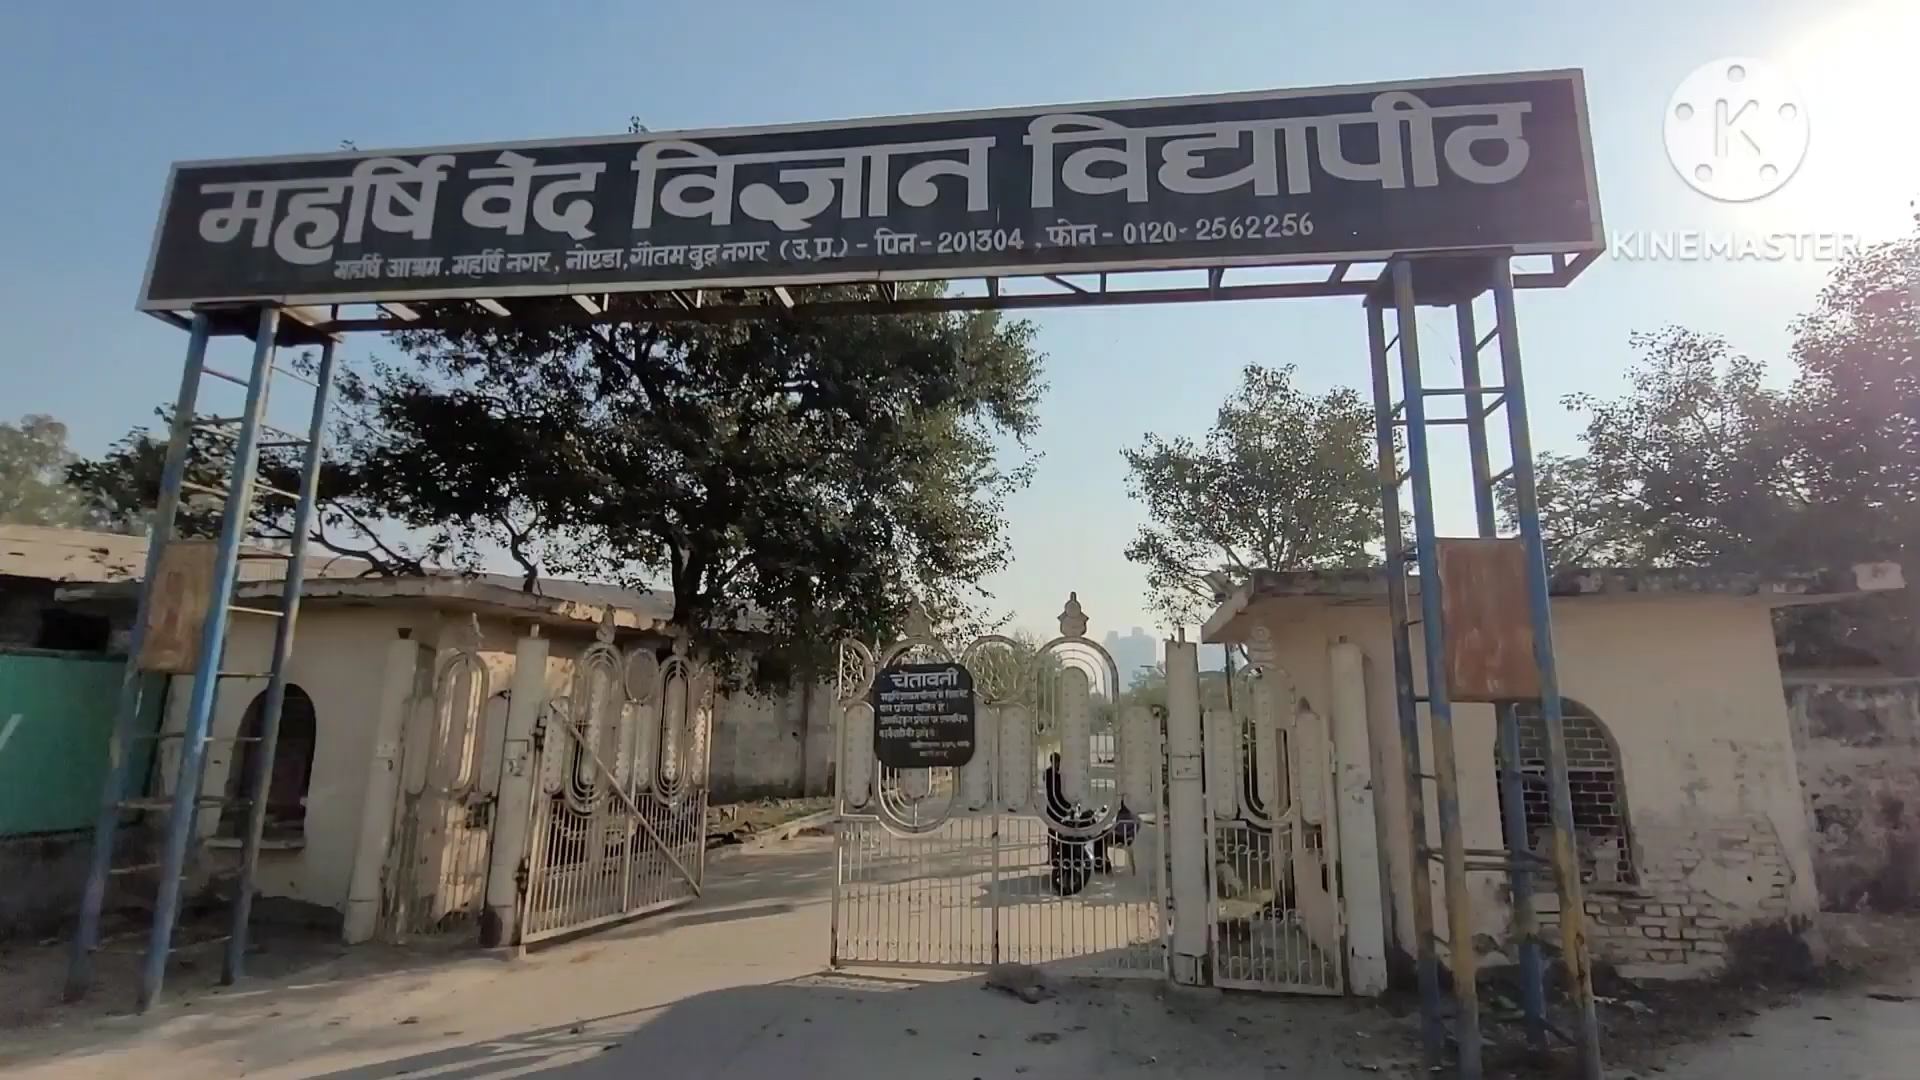 महर्षि वेद विज्ञान विद्यापीठ
महर्षि आश्रम, महर्षि नगर, नोएडा, गौतम बुद्ध नगर (उ.प्र.) - पिन - 201304, फोन - 0120-2562256
K
KINEMASTER
चेतावनी